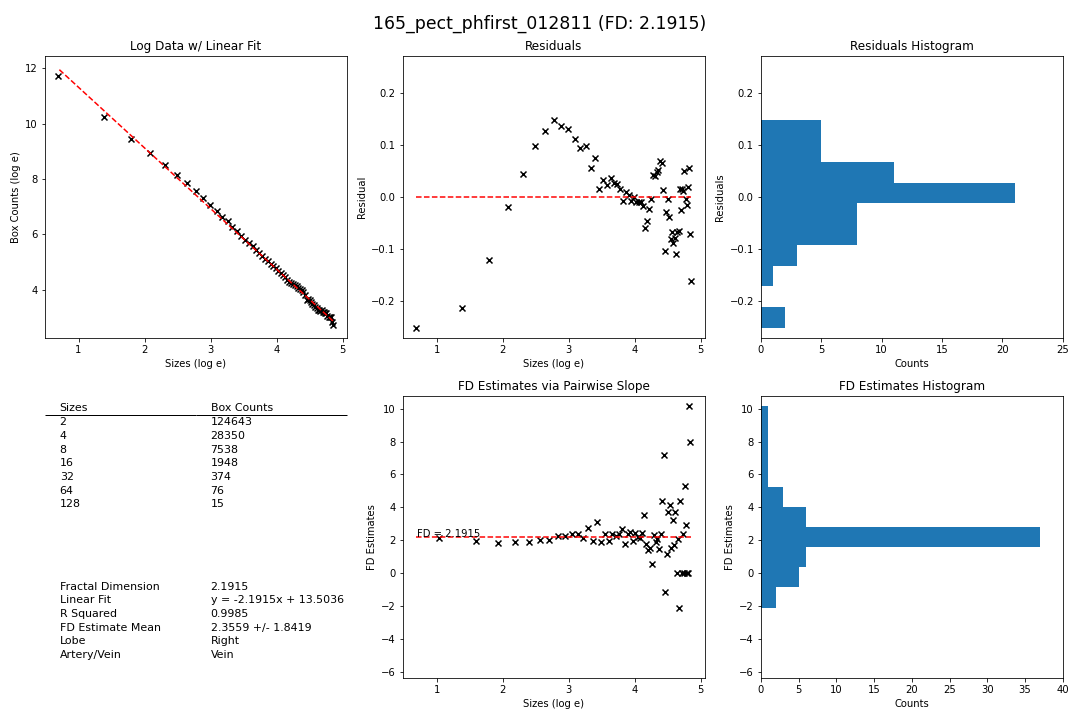 165_pect_phfirst_012811 (FD: 2.1915)
Log Data w/ Linear Fit
Box Counts (log e)
12
10
8
6
4
1 2 3 4 5
Sizes (log e)
Residuals
Residual
0.2
0.1
0.0
−0.1
−0.2
1 2 3 4 5
Residuals Histogram
Residuals
0.2
0.1
0.0
−0.1
−0.2
0 5 10 15 20 25
Counts
Sizes (log e)
Sizes Box Counts
2 124643
4 28350
8 7538
16 1948
32 374
64 76
128 15
Fractal Dimension 2.1915
Linear Fit y = -2.1915x + 13.5036
R Squared 0.9985
FD Estimate Mean 2.3559 +/- 1.8419
Lobe Right
Artery/Vein Vein
FD Estimates via Pairwise Slope
FD Estimates
10
8
6
4
2
0
−2
−4
−6
FD = 2.1915
1 2 3 4 5
Sizes (log e)
FD Estimates Histogram
FD Estimates
10
8
6
4
2
0
−2
−4
−6
0 5 10 15 20 25 30 35 40
Counts